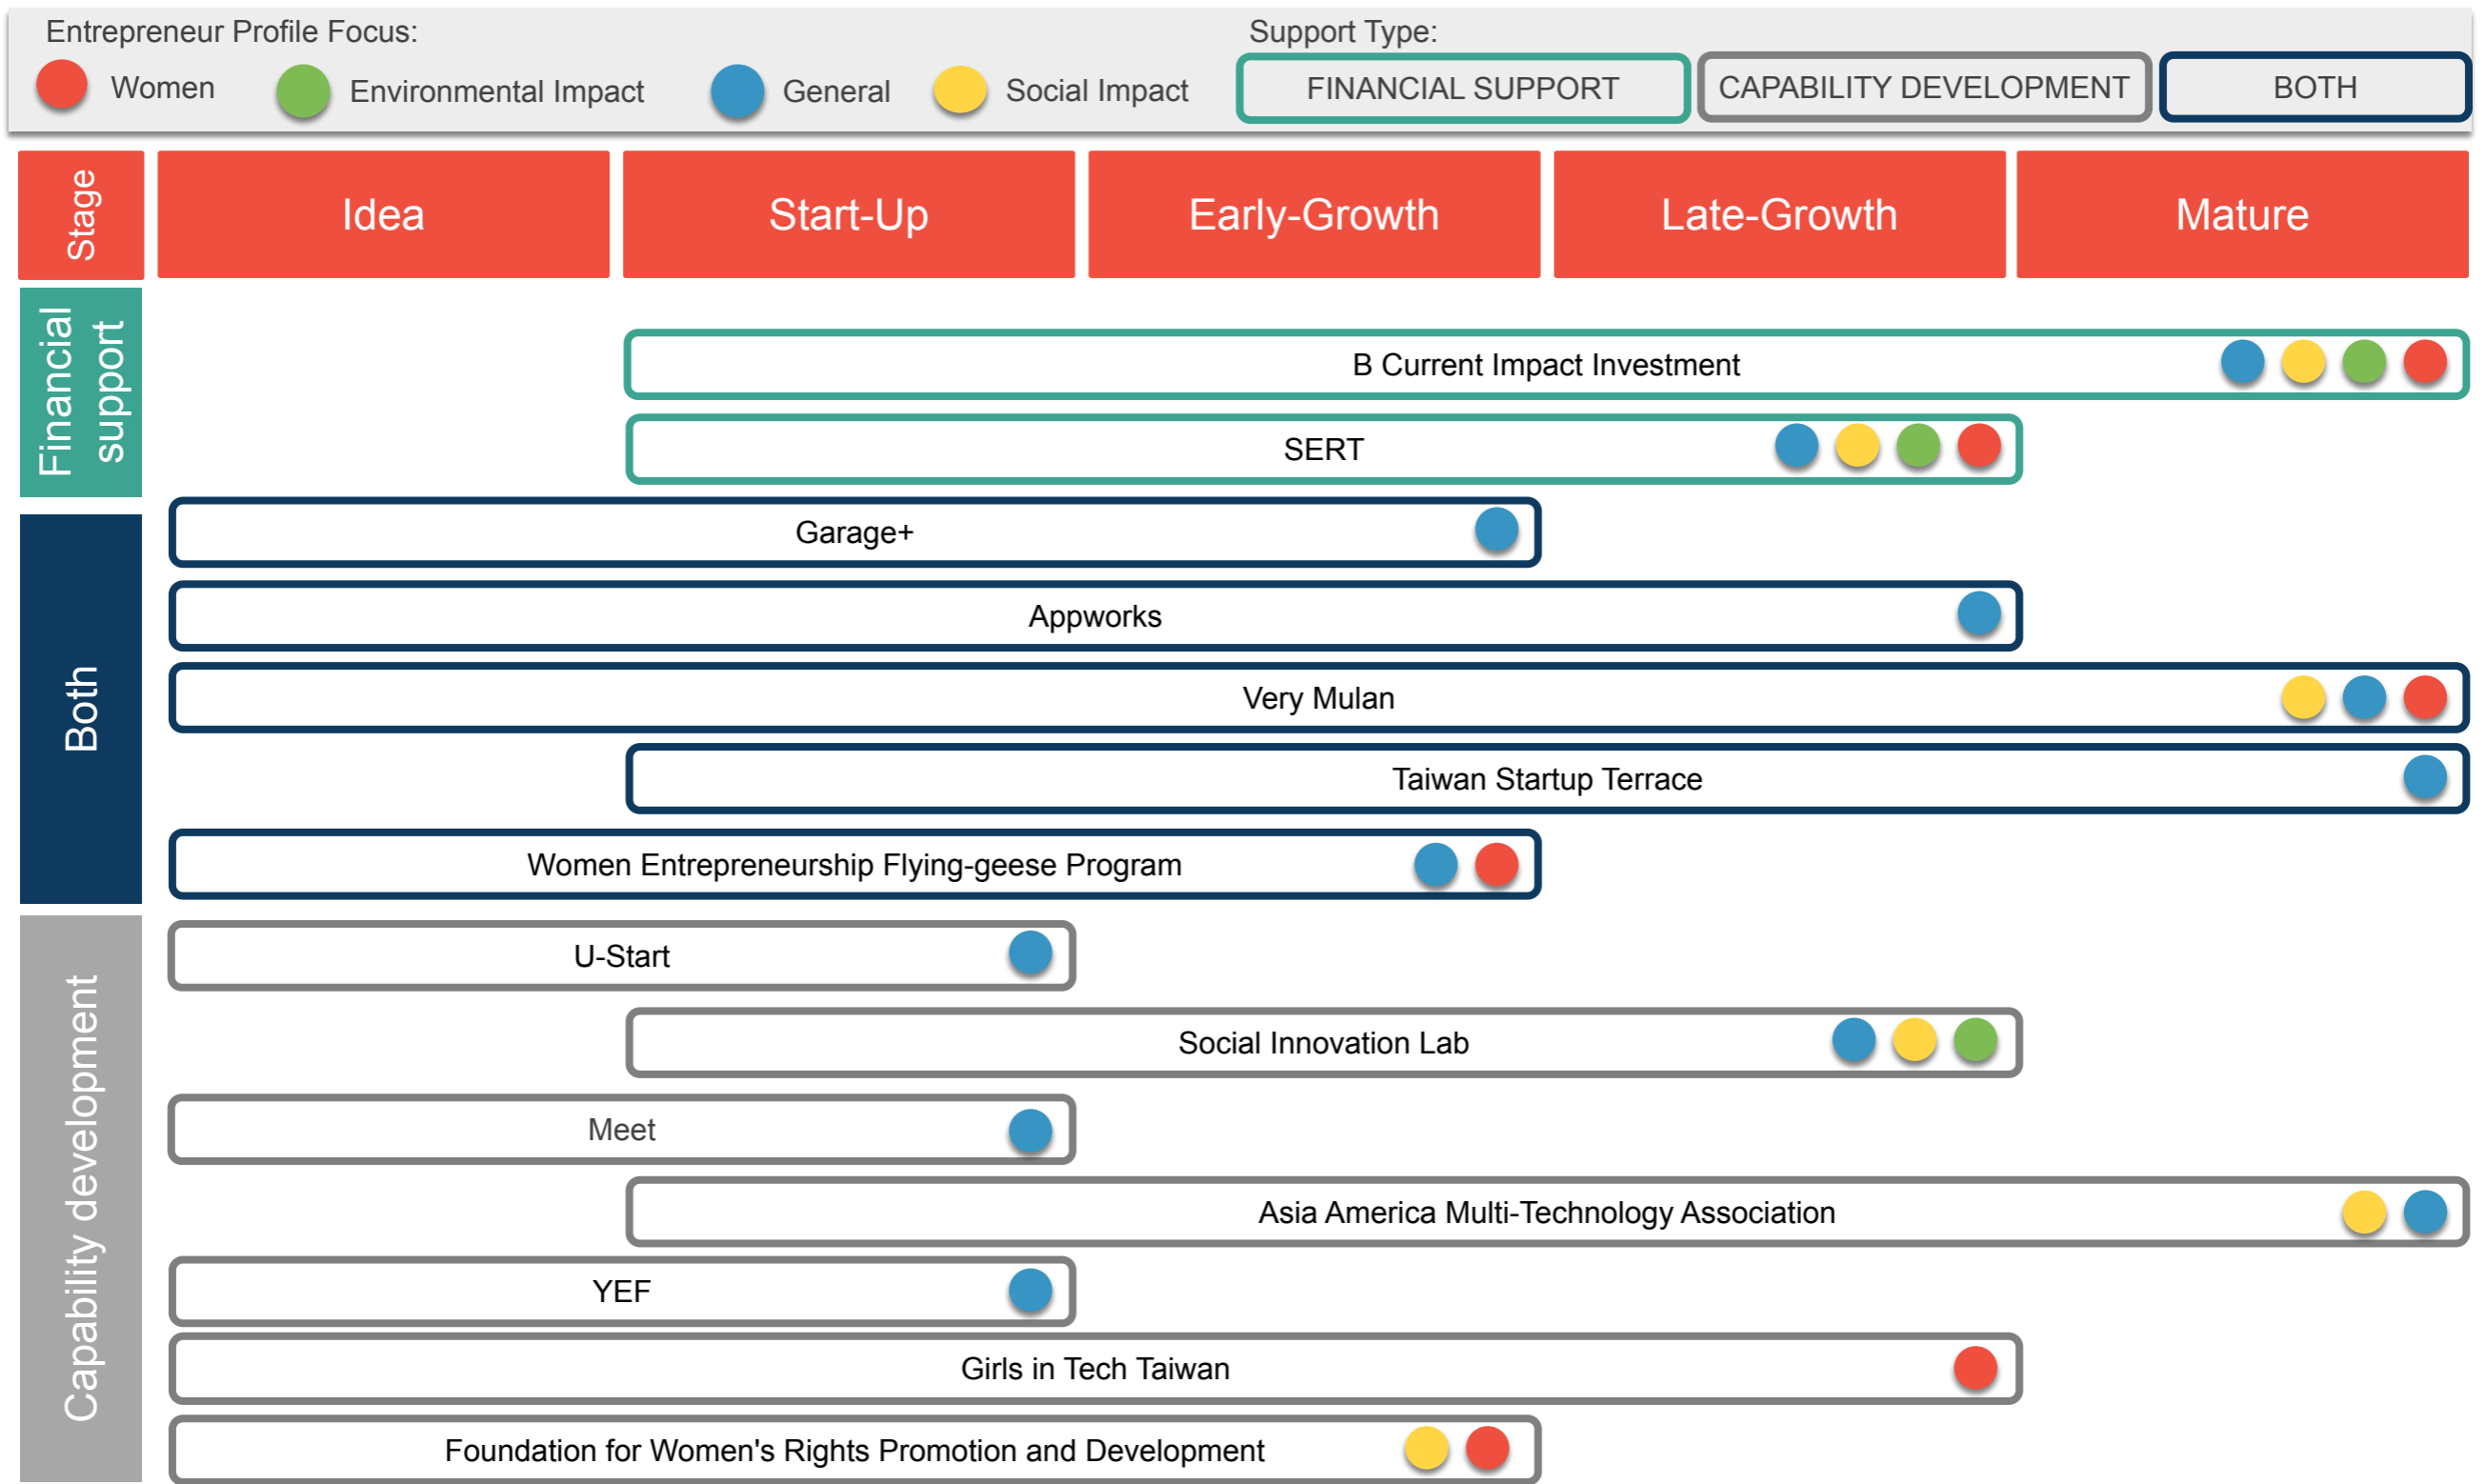 Entrepreneur Profile Focus:
Support Type:
Women
Environmental Impact
General
Social Impact
FINANCIAL SUPPORT
CAPABILITY DEVELOPMENT
BOTH
Stage
Idea
Start-Up
Early-Growth
Late-Growth
Mature
Financial
support
B Current Impact Investment
SERT
Both
Garage+
Appworks
Very Mulan
Taiwan Startup Terrace
Women Entrepreneurship Flying-geese Program
Capability development
U-Start
Social Innovation Lab
Meet
Asia America Multi-Technology Association
YEF
Girls in Tech Taiwan
Foundation for Women's Rights Promotion and Development